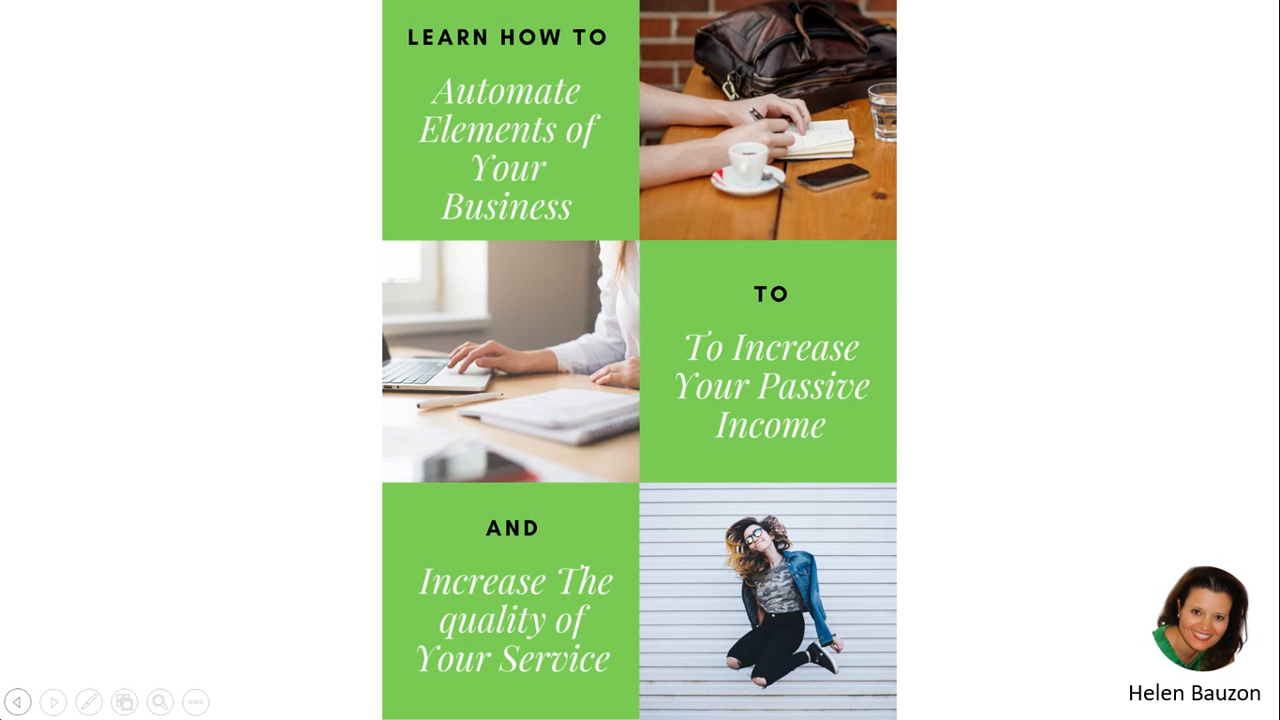 LEARN HOW TO
Automate
Elements of
Your
Business
TO
To Increase
Your Passive
Income
AND
Increase The
quality of
Your Service
Helen Bauzon